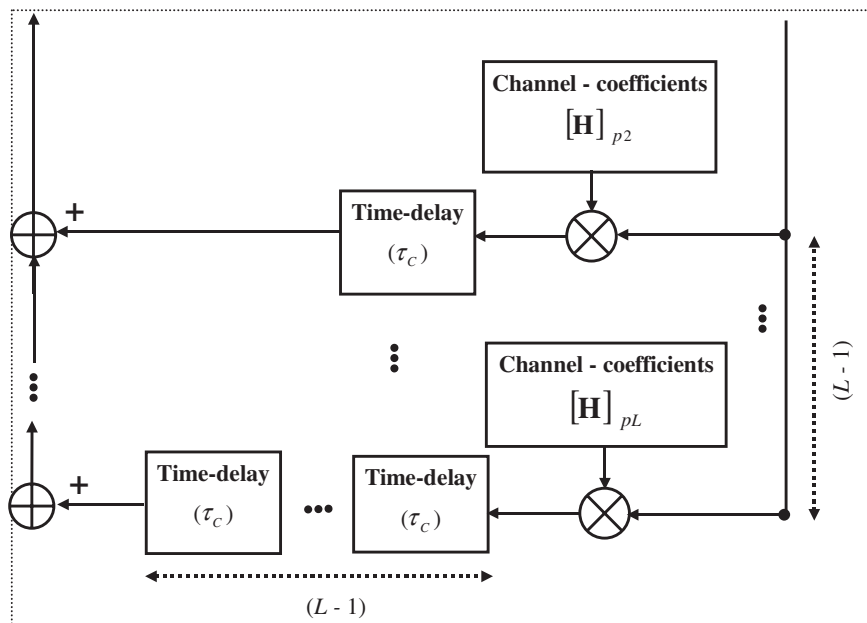 Channel - coefficients
[H] p2
+
Time-delay
(τC)
Channel - coefficients
[H] pL
(L - 1)
+
Time-delay
(τC)
Time-delay
(τC)
(L - 1)